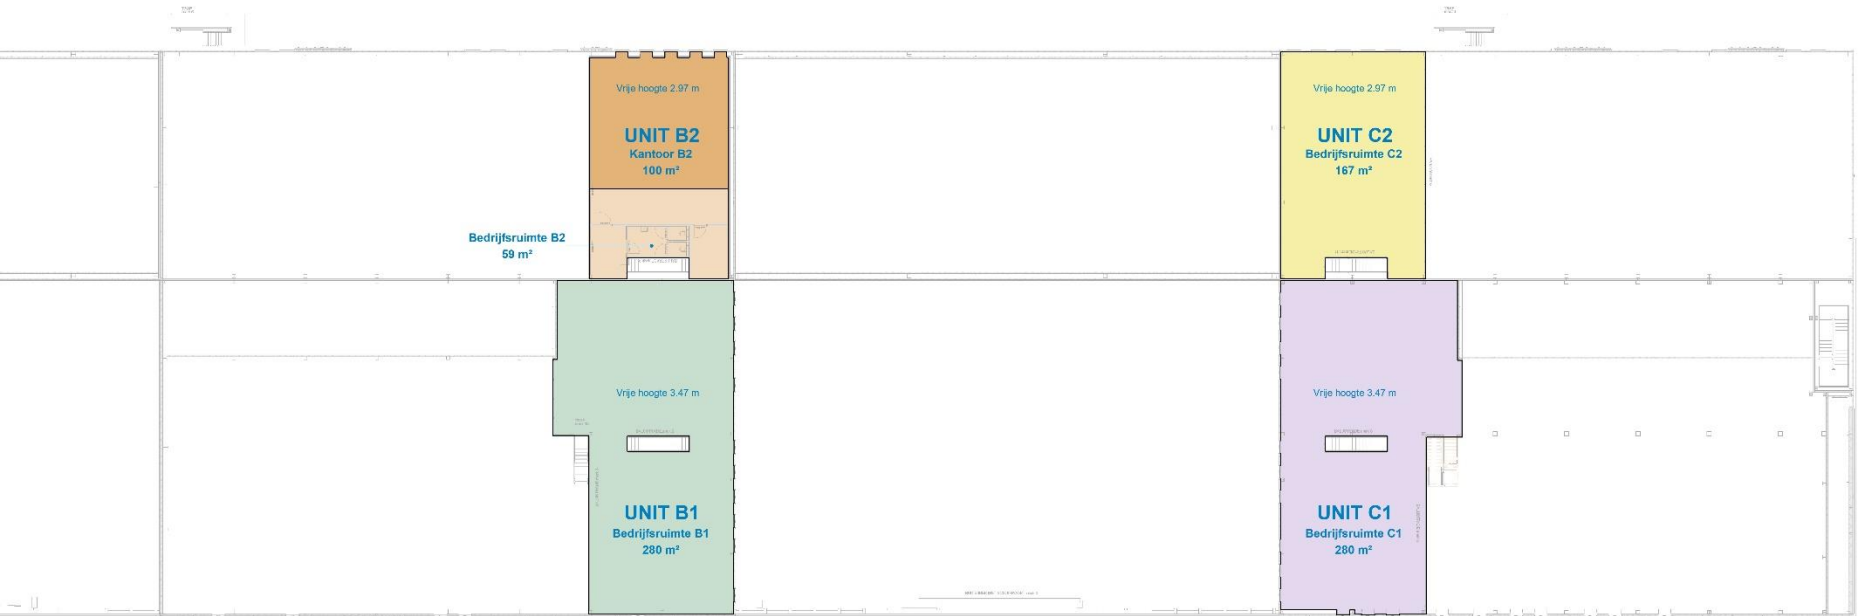 Vrije hoogte 2.97 m
UNIT B2
Kantoor B2
100 m²
Bedrijfsruimte B2
59 m²
Vrije hoogte 2.97 m
UNIT C2
Bedrijfsruimte C2
167 m²
Vrije hoogte 3.47 m
UNIT B1
Bedrijfsruimte B1
280 m²
Vrije hoogte 3.47 m
UNIT C1
Bedrijfsruimte C1
280 m²